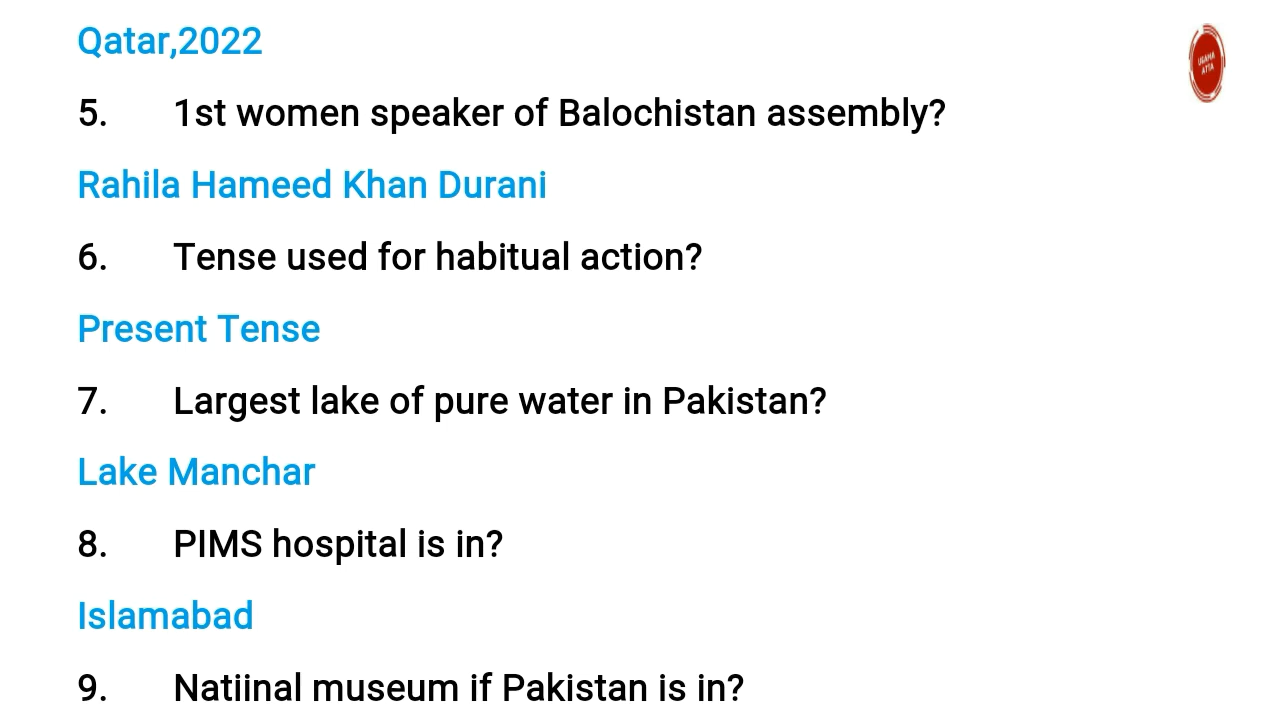 Qatar,2022
USAMA
ATTA
5. 1st women speaker of Balochistan assembly?
Rahila Hameed Khan Durani
6. Tense used for habitual action?
Present Tense
7. Largest lake of pure water in Pakistan?
Lake Manchar
8. PIMS hospital is in?
Islamabad
9. Natiinal museum if Pakistan is in?